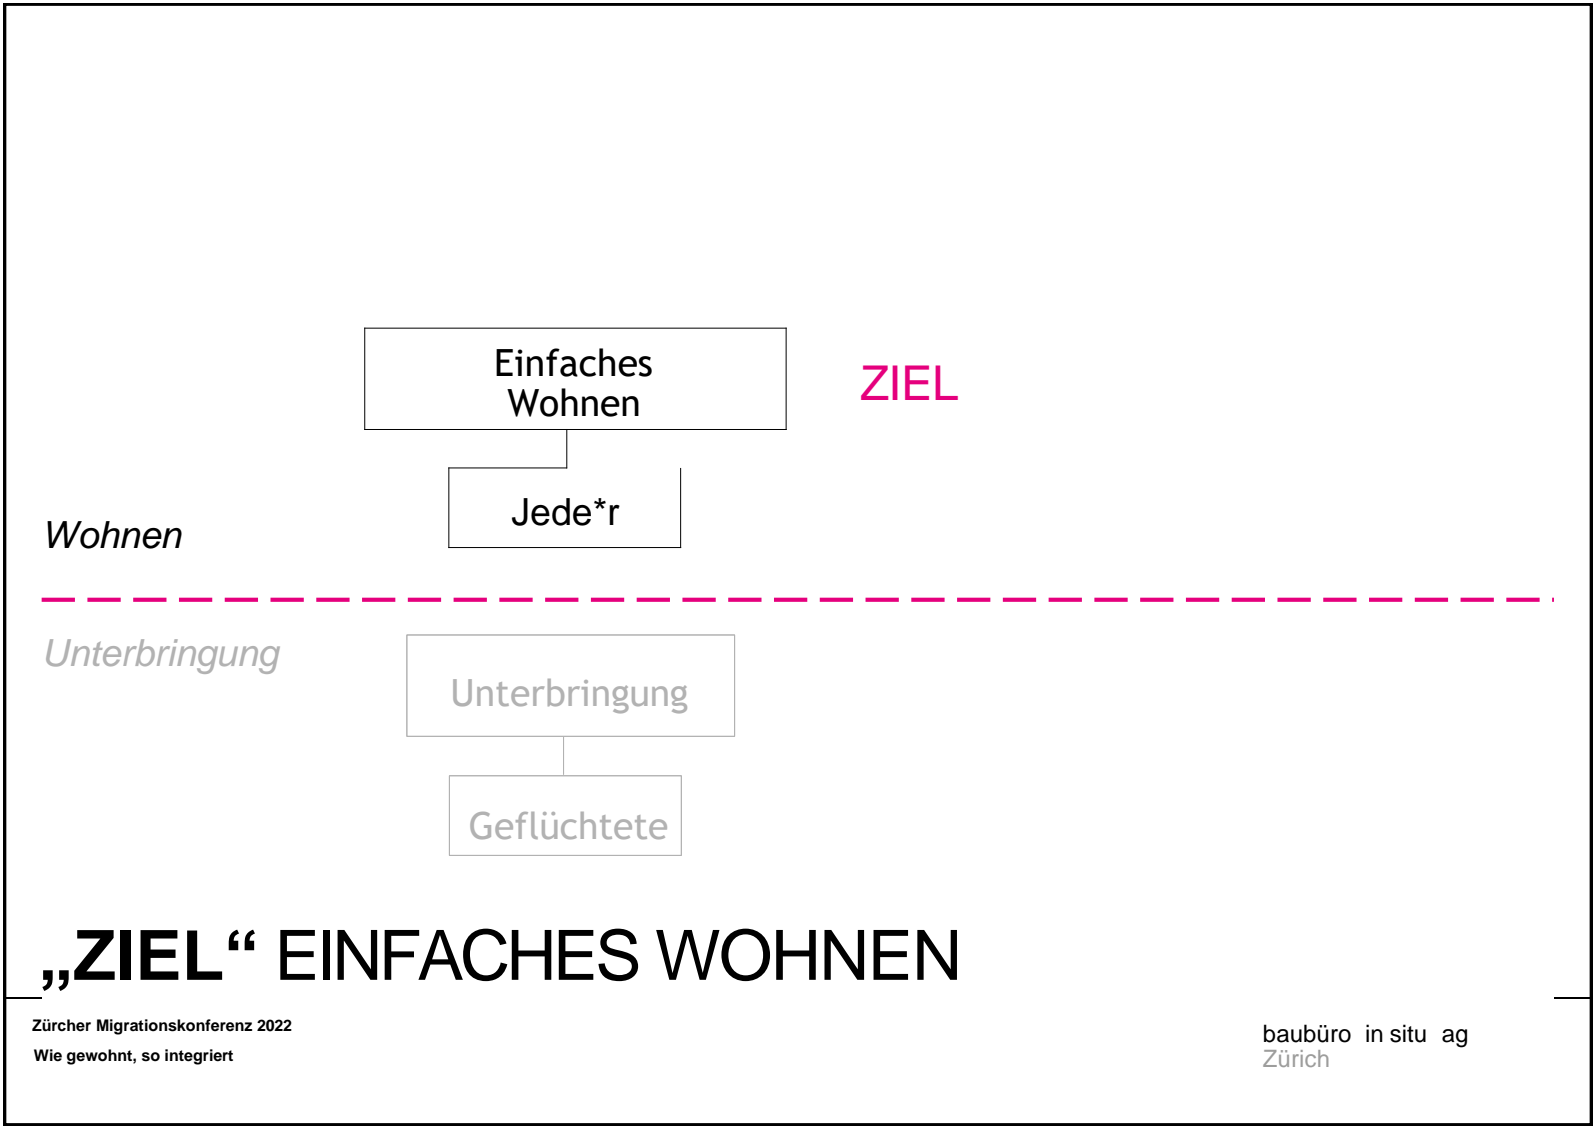 Einfaches
Wohnen
ZIEL
Jede*r
Wohnen
Unterbringung
Unterbringung
Geflüchtete
„ZIEL“ EINFACHES WOHNEN
Zürcher Migrationskonferenz 2022
Wie gewohnt, so integriert
baubüro in situ ag
Zürich